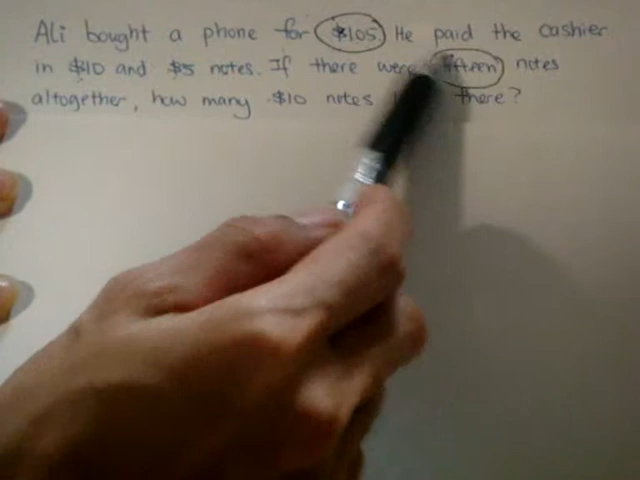 Ali bought a phone for $105. He paid the cashier
in $10 and $5 notes. If there were fifteen notes
altogether, how many $10 notes there?